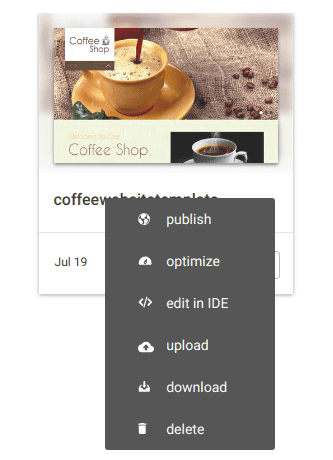 Coffee
Shop
Welcome to Our
Coffee Shop
coffeewebsitetemplate
Jul 19
publish
optimize
edit in IDE
upload
download
delete